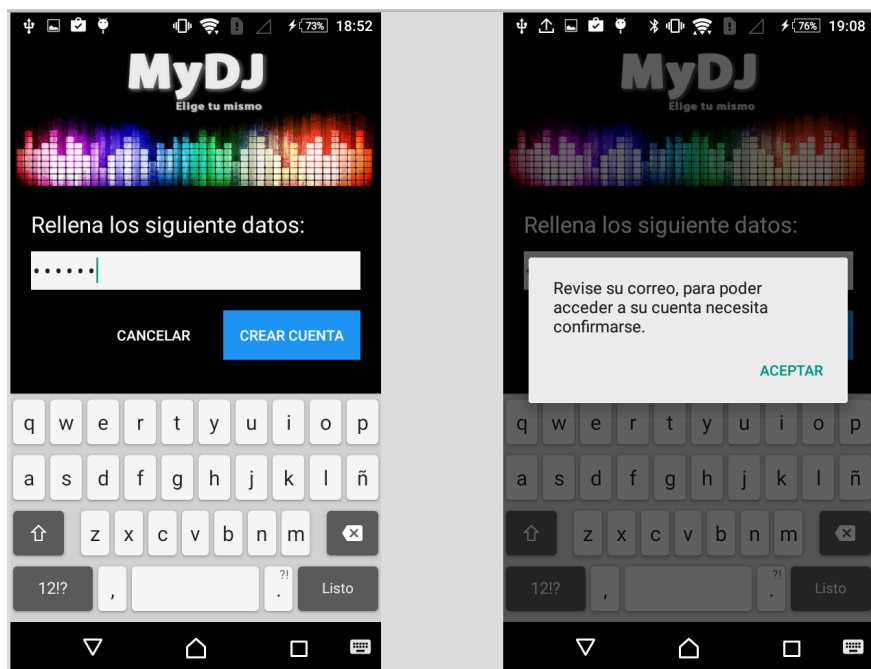 73% 18:52
MyDJ
Elige tu mismo
Rellena los siguiente datos:
••••••
CANCELAR CREAR CUENTA
q w e r t y u i o p
a s d f g h j k l ñ
z x c v b n m
12!? , ?! . Listo
76% 19:08
MyDJ
Elige tu mismo
Rellena los siguiente datos:
Revise su correo, para poder
acceder a su cuenta necesita
confirmarse.
ACEPTAR
q w e r t y u i o p
a s d f g h j k l ñ
z x c v b n m
12!? , ?! . Listo